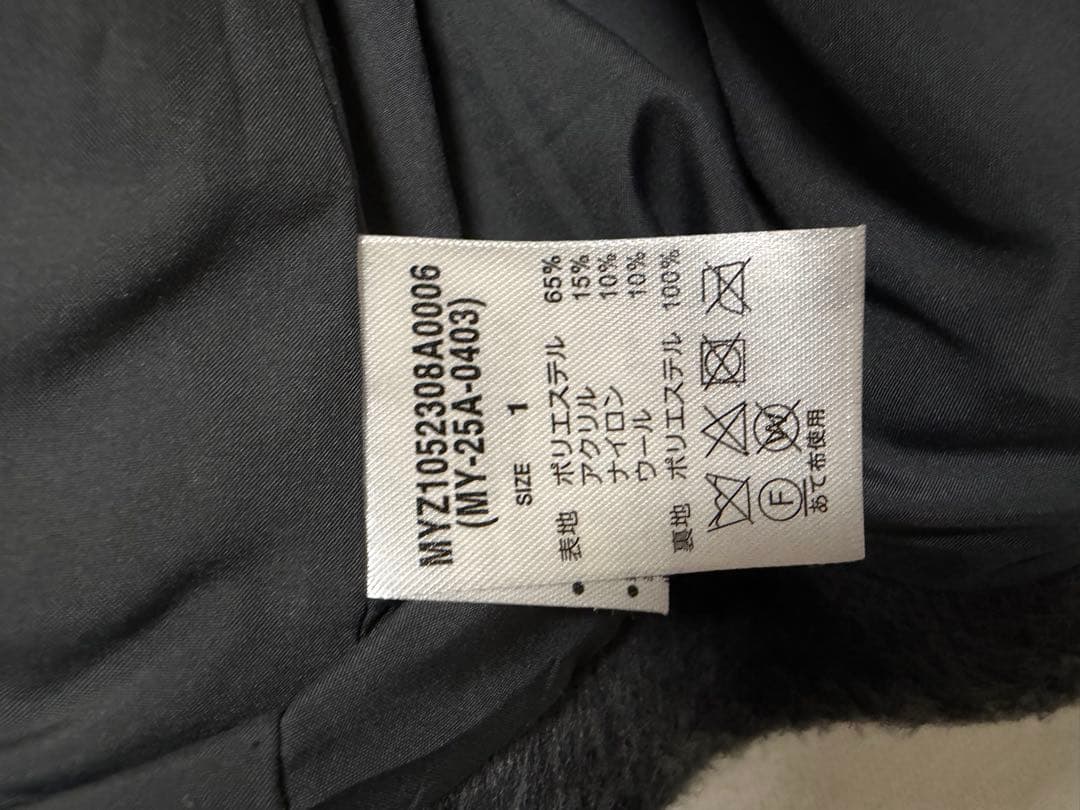 MYZ1052308A0006
(MY-25A-0403)
SIZE 1
表地 ポリエステル 65%
アクリル 15%
ナイロン 10%
ウール 10%
裏地 ポリエステル 100%
F W
あて布使用